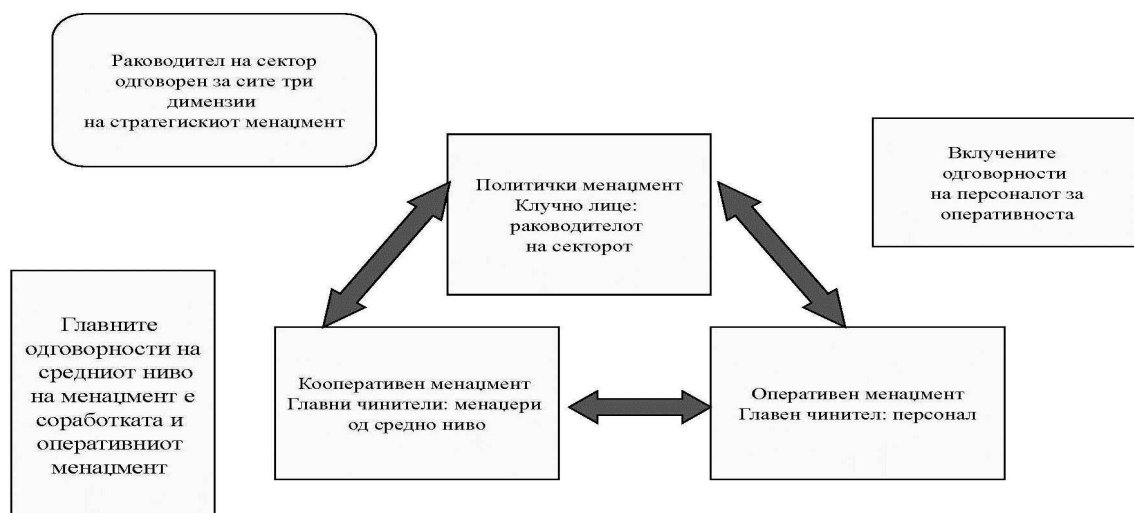 Раководител на сектор
одговорен за сите три
димензии
на стратегискиот менаџмент
Политички менаџмент
Клучно лице:
раководителот
на секторот
Вклучените
одговорности
на персоналот за
оперативноста
Главните
одговорности на
средниот ниво
на менаџмент е
соработката и
оперативниот
менаџмент
Кооперативен менаџмент
Главни чинители: менаџери
од средно ниво
Оперативен менаџмент
Главен чинител: персонал